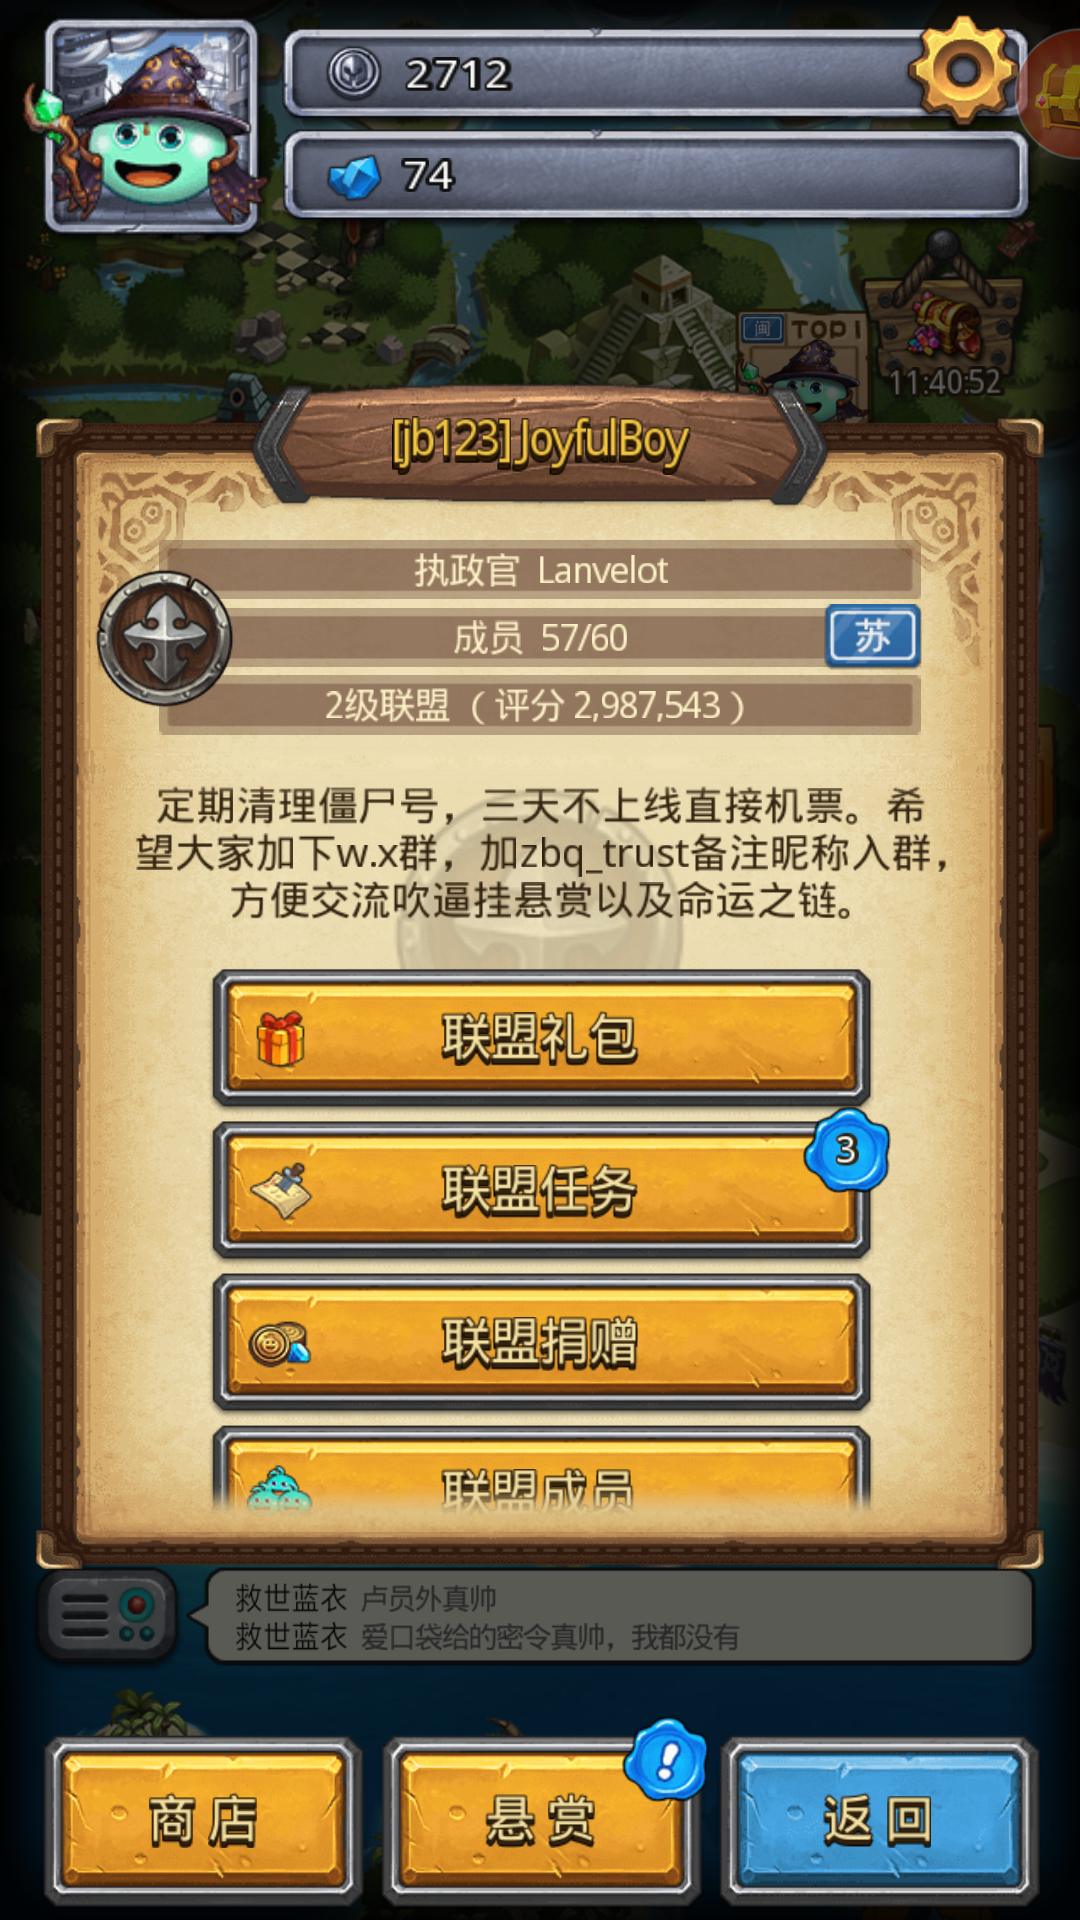 2712
74
闽 TOP 1
11:40:52
[jb123]JoyfulBoy
执政官 Lanvelot
成员 57/60
苏
2级联盟（评分 2,987,543）
定期清理僵尸号，三天不上线直接机票。希
望大家加下w.x群，加zbq_trust备注昵称入群，
方便交流吹逼挂悬赏以及命运之链。
联盟礼包
联盟任务
3
联盟捐赠
联盟成员
救世蓝衣 卢员外真帅
救世蓝衣 爱口袋给的密令真帅，我都没有
商店
悬赏
!
返回